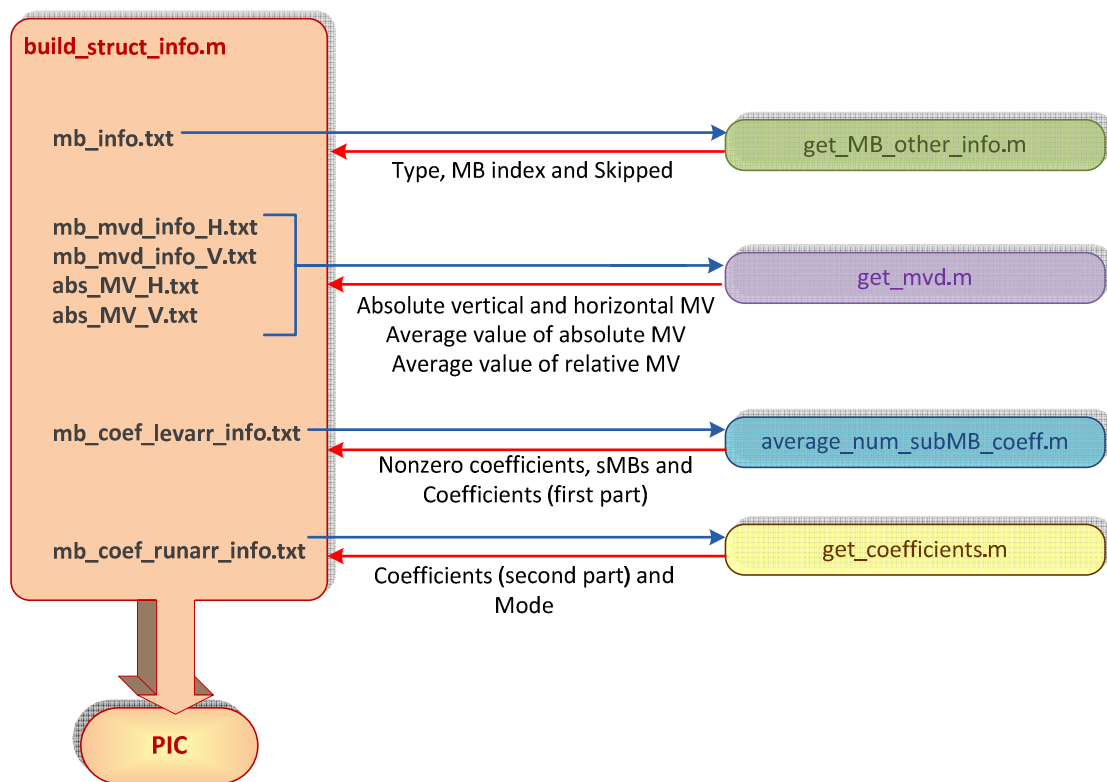 build_struct_info.m
mb_info.txt
get_MB_other_info.m
Type, MB index and Skipped
mb_mvd_info_H.txt
mb_mvd_info_V.txt
abs_MV_H.txt
abs_MV_V.txt
get_mvd.m
Absolute vertical and horizontal MV
Average value of absolute MV
Average value of relative MV
mb_coef_levarr_info.txt
average_num_subMB_coeff.m
Nonzero coefficients, sMBs and
Coefficients (first part)
mb_coef_runarr_info.txt
get_coefficients.m
Coefficients (second part) and
Mode
PIC